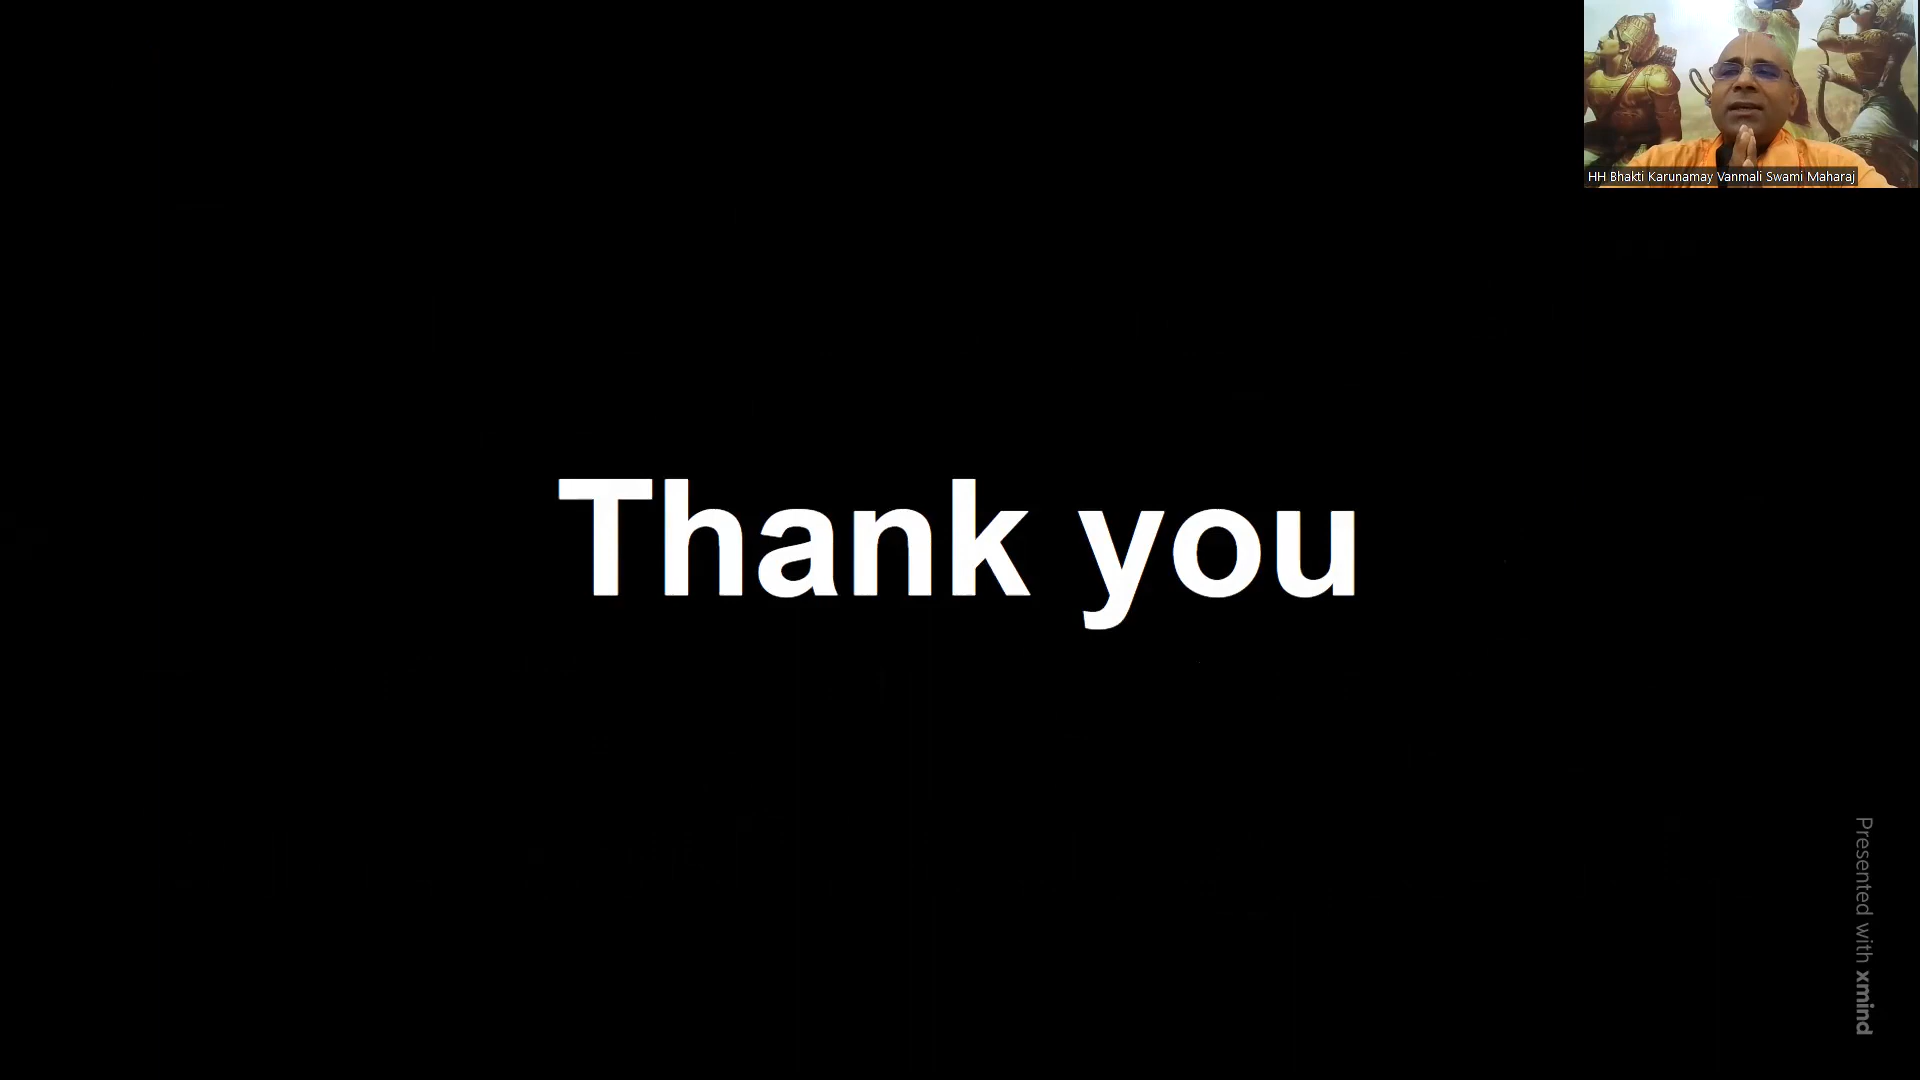 HH Bhakti Karunamay Vanmali Swami Maharaj
Thank you
Presented with xmind